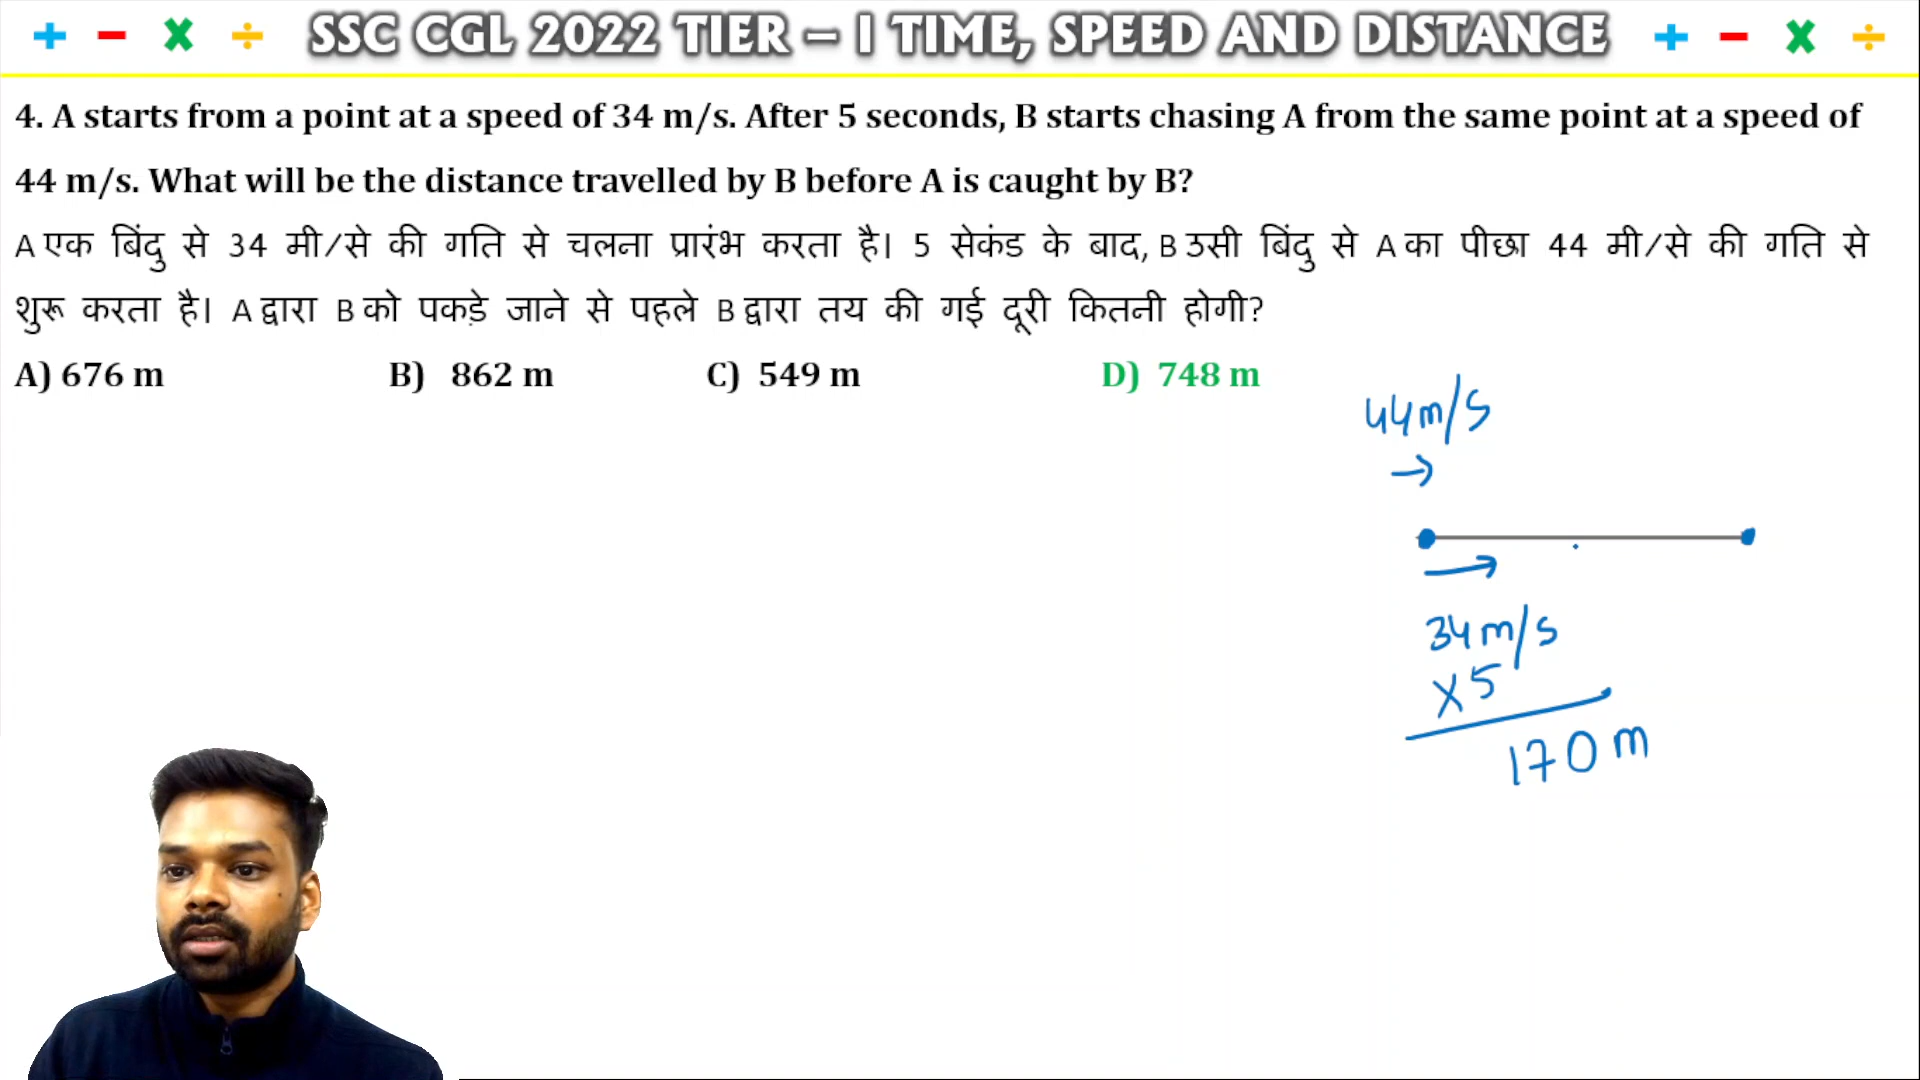 + - × ÷ SSC CGL 2022 TIER – I TIME, SPEED AND DISTANCE + - × ÷
4. A starts from a point at a speed of 34 m/s. After 5 seconds, B starts chasing A from the same point at a speed of
44 m/s. What will be the distance travelled by B before A is caught by B?
A एक बिंदु से 34 मी/से की गति से चलना प्रारंभ करता है। 5 सेकंड के बाद, B उसी बिंदु से A का पीछा 44 मी/से की गति से
शुरू करता है। A द्वारा B को पकड़े जाने से पहले B द्वारा तय की गई दूरी कितनी होगी?
A) 676 m B) 862 m C) 549 m D) 748 m
44m/s
34m/s
X5
170m